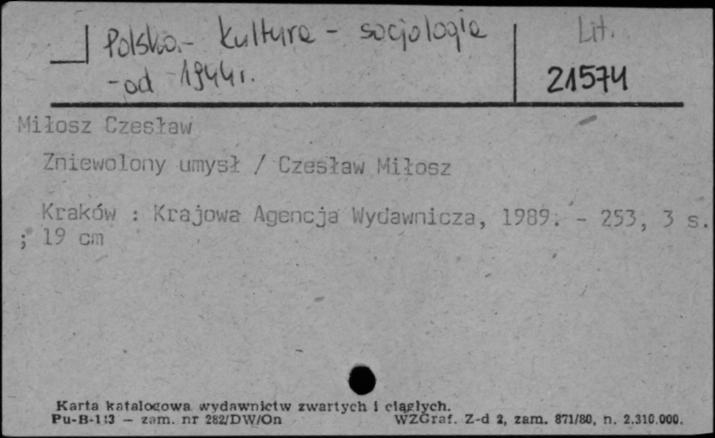 Polska - kultura - socjologia Lit.
- od 1944 r. 21574
Miłosz Czesław
Zniewolony umysł / Czesław Miłosz
Kraków : Krajowa Agencja Wydawnicza, 1989. - 253, 3 s.
; 19 cm
Karta katalogowa wydawnictw zwartych i ciągłych.
Pu-B-113 — zam. nr 282/DW/On WZGraf. Z-d 2, zam. 871/80, n. 2.310.000.